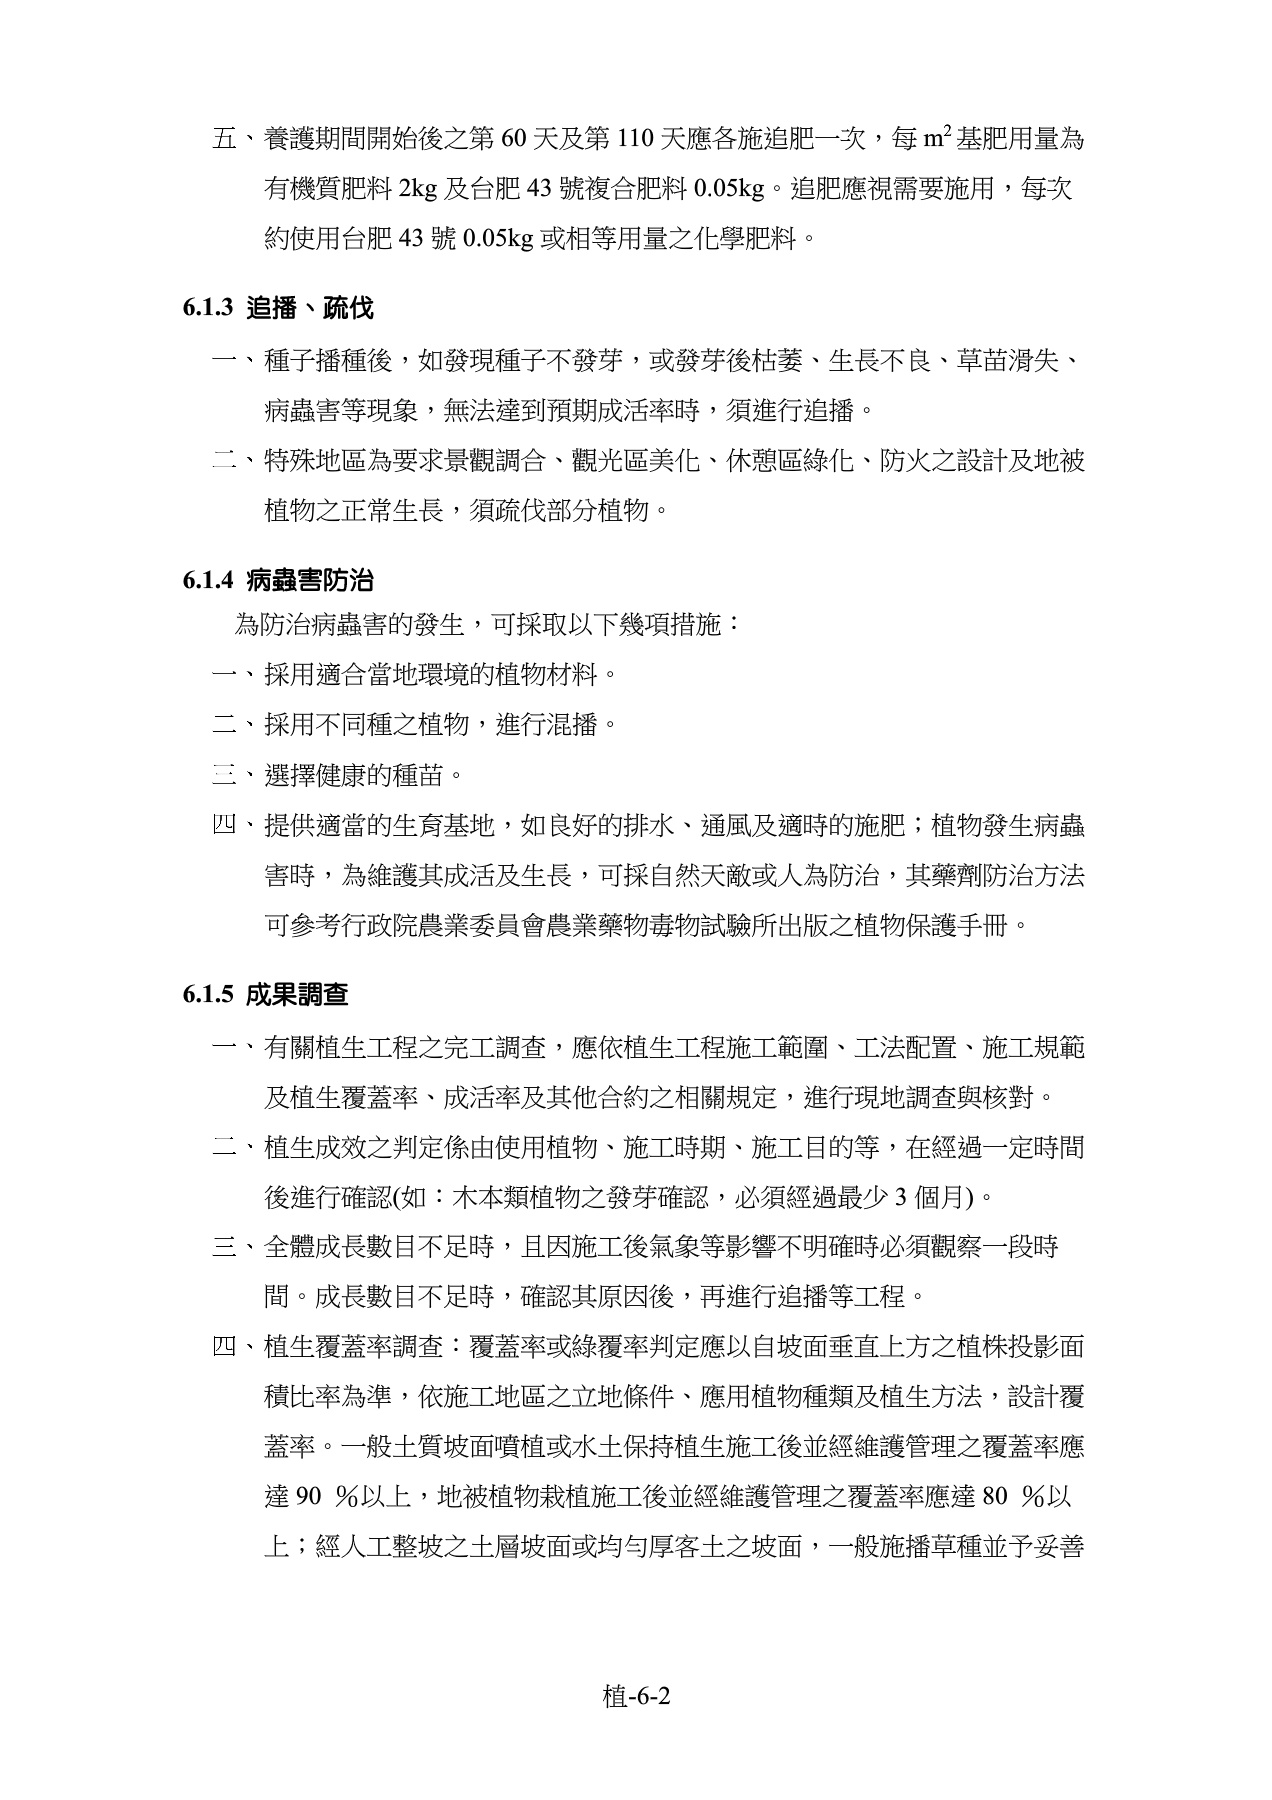 五、養護期間開始後之第 60 天及第 110 天應各施追肥一次，每 m² 基肥用量為
有機質肥料 2kg 及台肥 43 號複合肥料 0.05kg。追肥應視需要施用，每次
約使用台肥 43 號 0.05kg 或相等用量之化學肥料。
6.1.3 追播、疏伐
一、種子播種後，如發現種子不發芽，或發芽後枯萎、生長不良、草苗滑失、
病蟲害等現象，無法達到預期成活率時，須進行追播。
二、特殊地區為要求景觀調合、觀光區美化、休憩區綠化、防火之設計及地被
植物之正常生長，須疏伐部分植物。
6.1.4 病蟲害防治
為防治病蟲害的發生，可採取以下幾項措施：
一、採用適合當地環境的植物材料。
二、採用不同種之植物，進行混播。
三、選擇健康的種苗。
四、提供適當的生育基地，如良好的排水、通風及適時的施肥；植物發生病蟲
害時，為維護其成活及生長，可採自然天敵或人為防治，其藥劑防治方法
可參考行政院農業委員會農業藥物毒物試驗所出版之植物保護手冊。
6.1.5 成果調查
一、有關植生工程之完工調查，應依植生工程施工範圍、工法配置、施工規範
及植生覆蓋率、成活率及其他合約之相關規定，進行現地調查與核對。
二、植生成效之判定係由使用植物、施工時期、施工目的等，在經過一定時間
後進行確認(如：木本類植物之發芽確認，必須經過最少 3 個月)。
三、全體成長數目不足時，且因施工後氣象等影響不明確時必須觀察一段時
間。成長數目不足時，確認其原因後，再進行追播等工程。
四、植生覆蓋率調查：覆蓋率或綠覆率判定應以自坡面垂直上方之植株投影面
積比率為準，依施工地區之立地條件、應用植物種類及植生方法，設計覆
蓋率。一般土質坡面噴植或水土保持植生施工後並經維護管理之覆蓋率應
達 90 ％以上，地被植物栽植施工後並經維護管理之覆蓋率應達 80 ％以
上；經人工整坡之土層坡面或均勻厚客土之坡面，一般施播草種並予妥善
植-6-2